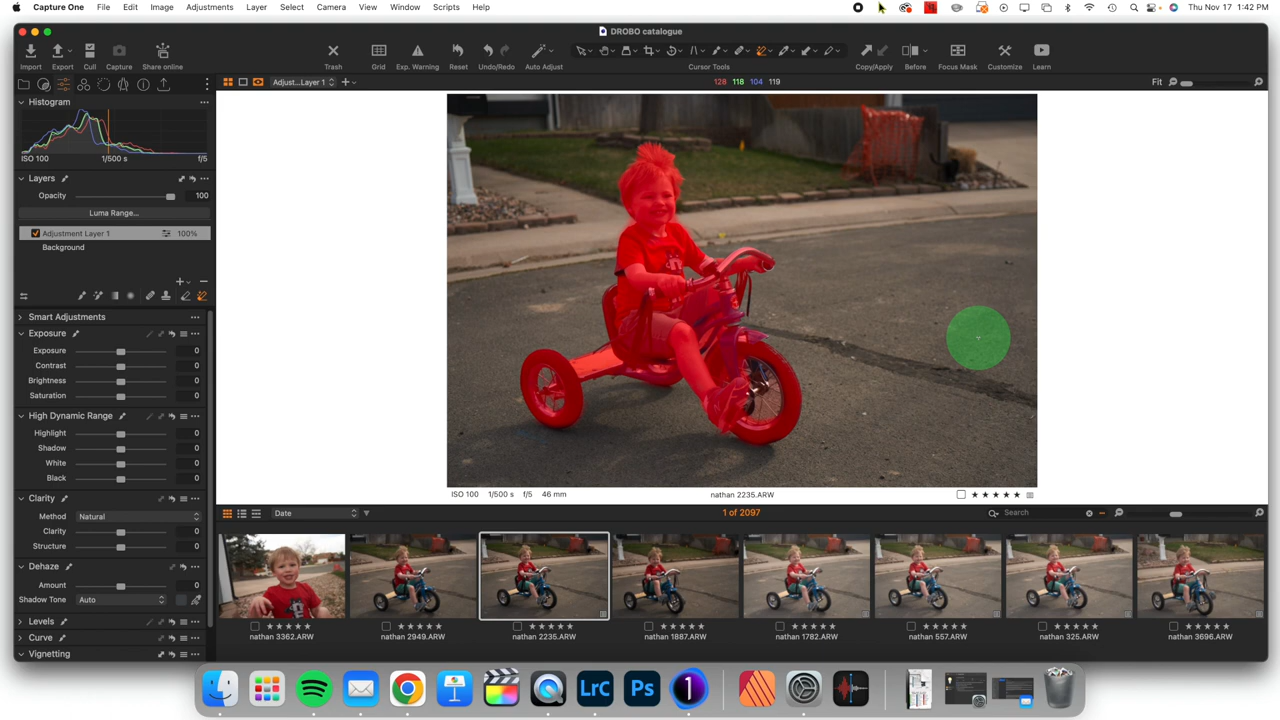 Capture One File Edit Image Adjustments Layer Select Camera View Window Scripts Help
Thu Nov 17 1:42 PM
DROBO catalogue
Import Export Cull Capture Share online Trash Grid Exp. Warning Reset Undo/Redo Auto Adjust Cursor Tools Copy/Apply Before Focus Mask Customize Learn
Adjust...Layer 1
128 118 104 119
Fit
Histogram
ISO 100 1/500 s f/5
Layers
Opacity 100
Luma Range...
Adjustment Layer 1 100%
Background
Smart Adjustments
Exposure
Exposure 0
Contrast 0
Brightness 0
Saturation 0
High Dynamic Range
Highlight 0
Shadow 0
White 0
Black 0
Clarity
Method Natural
Clarity 0
Structure 0
Dehaze
Amount 0
Shadow Tone Auto
Levels
Curve
Vignetting
ISO 100 1/500 s f/5 46 mm
nathan 2235.ARW
Date
1 of 2097
Search
nathan 3362.ARW
nathan 2949.ARW
nathan 2235.ARW
nathan 1887.ARW
nathan 1782.ARW
nathan 557.ARW
nathan 325.ARW
nathan 3696.ARW
LrC
Ps
1